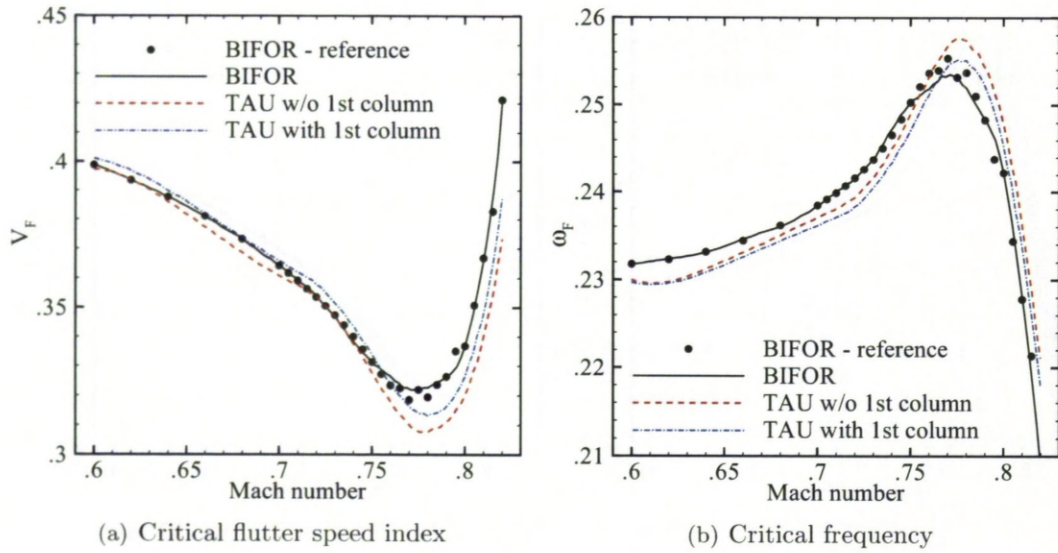 .45
BIFOR - reference
BIFOR
TAU w/o 1st column
TAU with 1st column
.4
V_F
.35
.3
.6
.65
.7
.75
.8
Mach number
(a) Critical flutter speed index
.26
.25
.24
ω_F
.23
.22
.21
BIFOR - reference
BIFOR
TAU w/o 1st column
TAU with 1st column
.6
.65
.7
.75
.8
Mach number
(b) Critical frequency